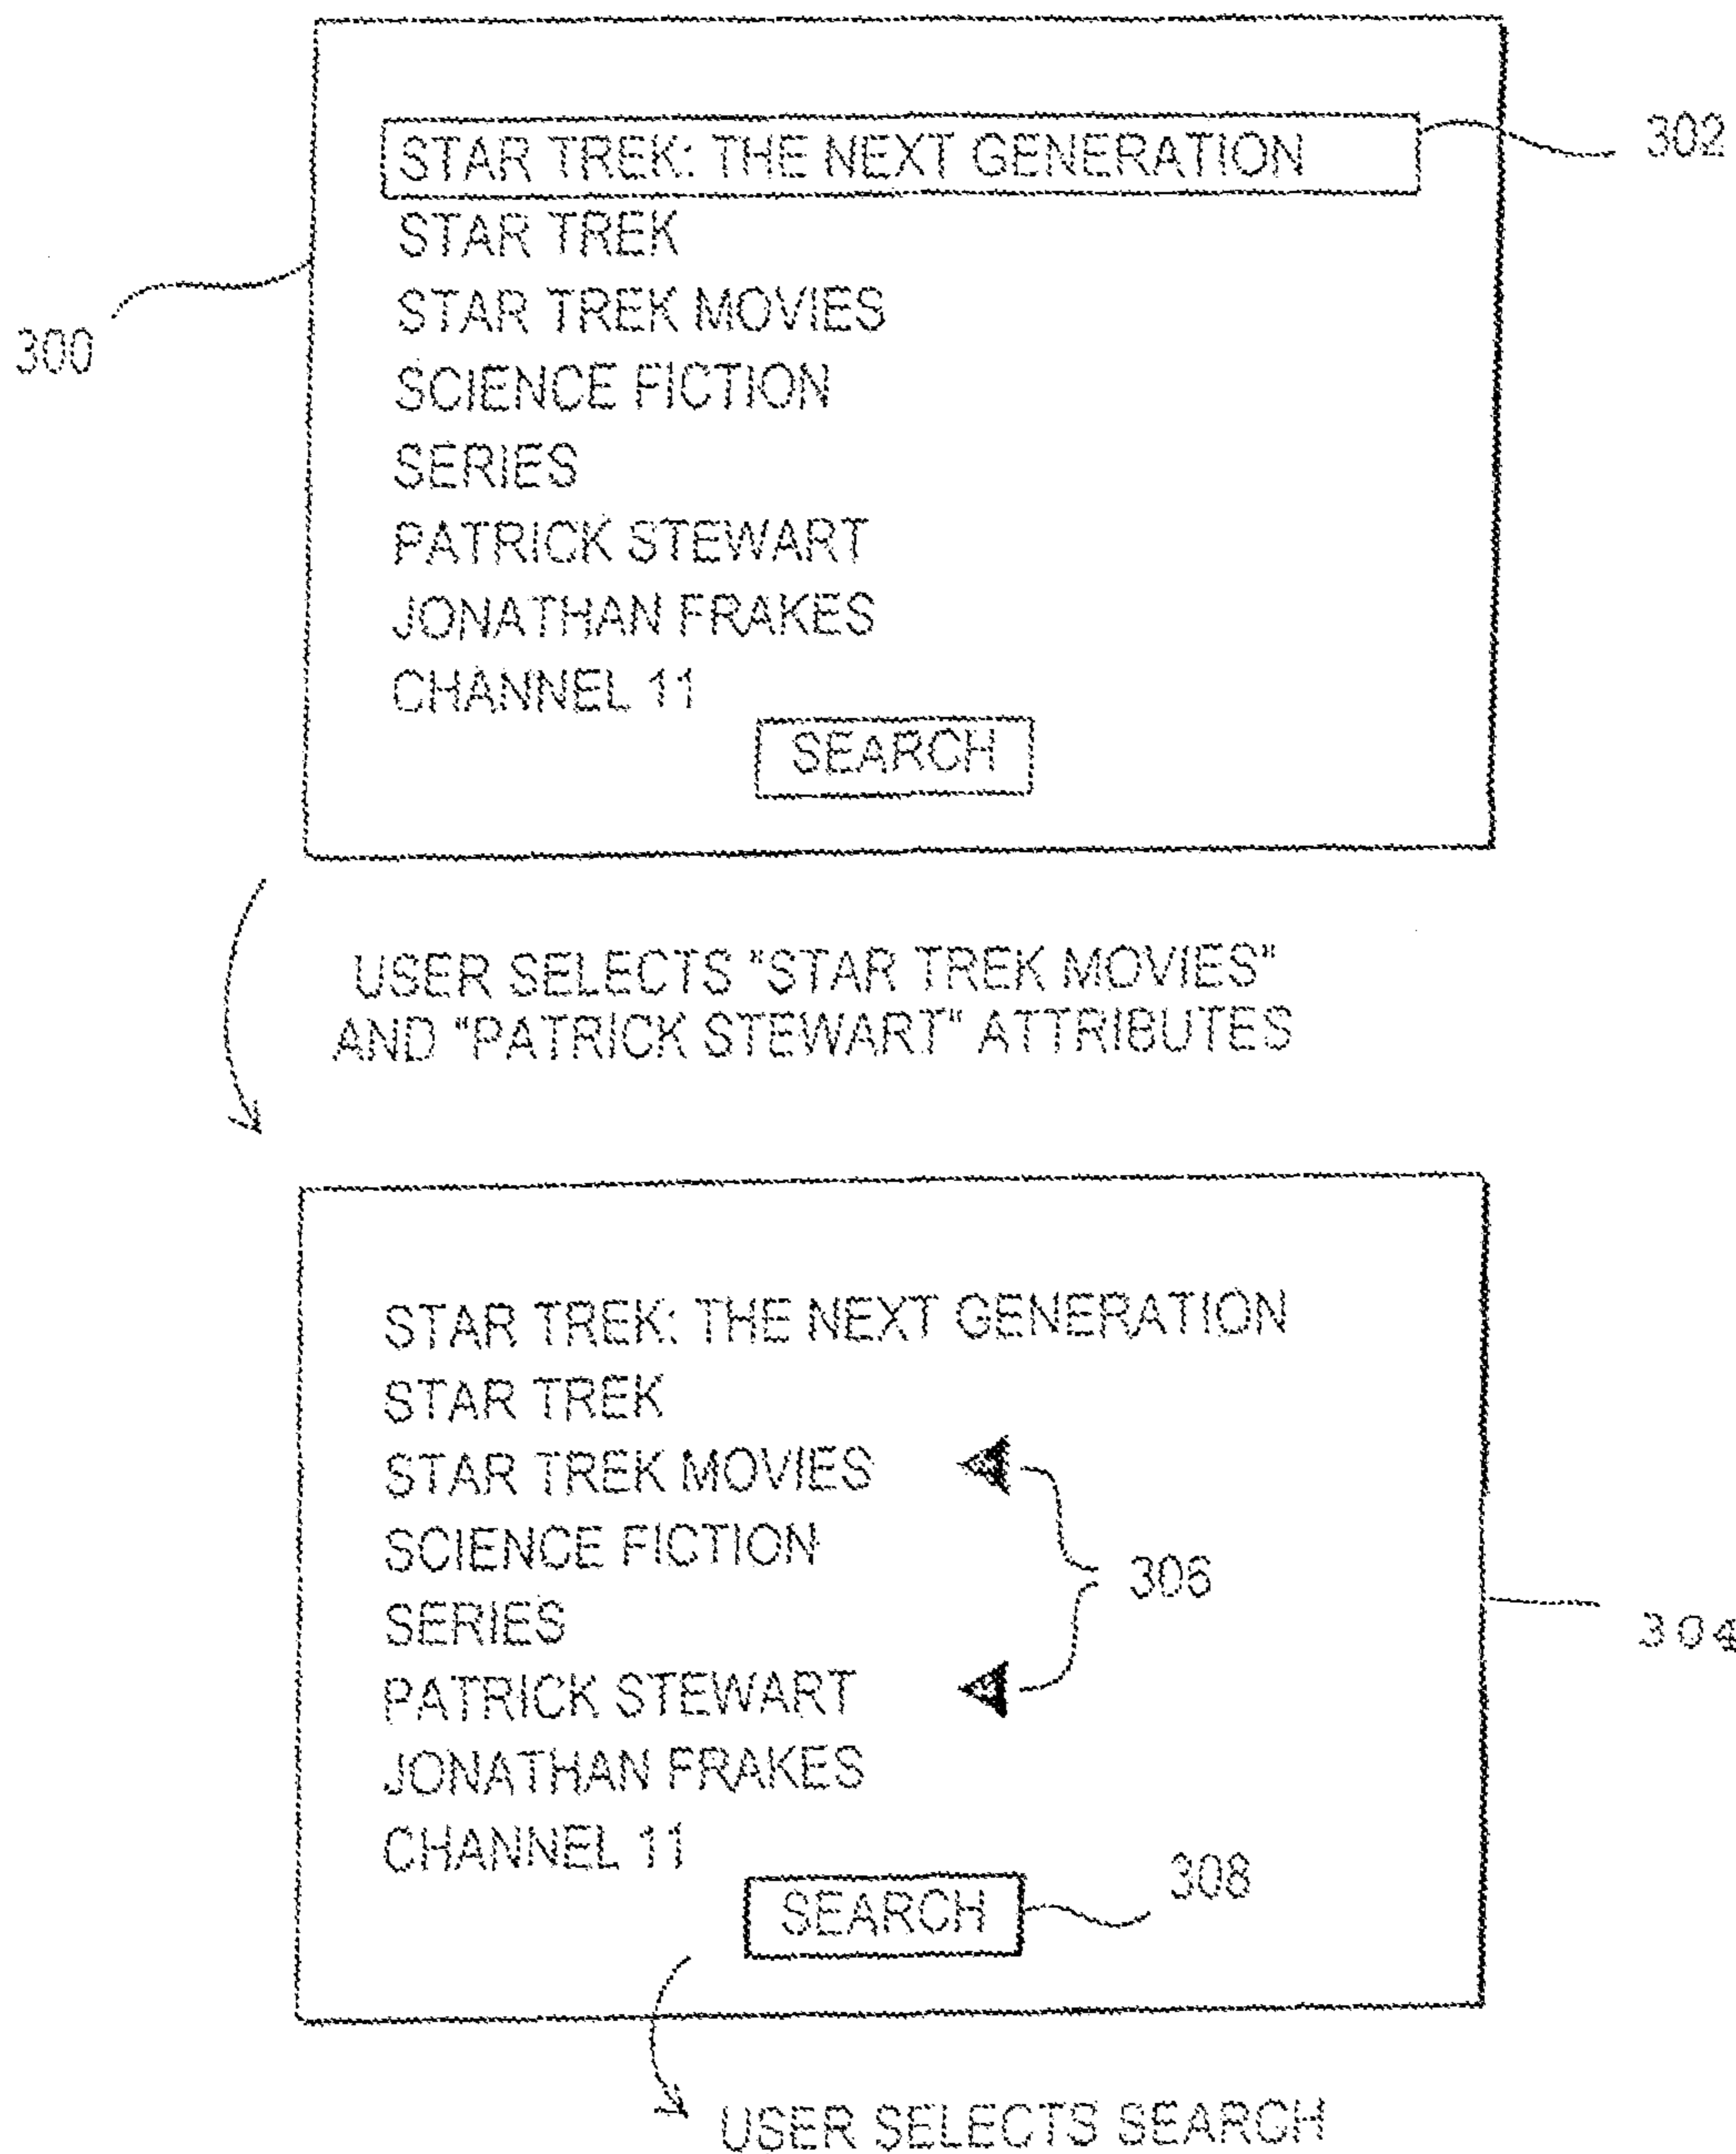 STAR TREK: THE NEXT GENERATION
302
STAR TREK
STAR TREK MOVIES
300
SCIENCE FICTION
SERIES
PATRICK STEWART
JONATHAN FRAKES
CHANNEL 11
SEARCH
USER SELECTS "STAR TREK MOVIES"
AND "PATRICK STEWART" ATTRIBUTES
STAR TREK: THE NEXT GENERATION
STAR TREK
STAR TREK MOVIES
SCIENCE FICTION
306
SERIES
304
PATRICK STEWART
JONATHAN FRAKES
CHANNEL 11
308
SEARCH
USER SELECTS SEARCH